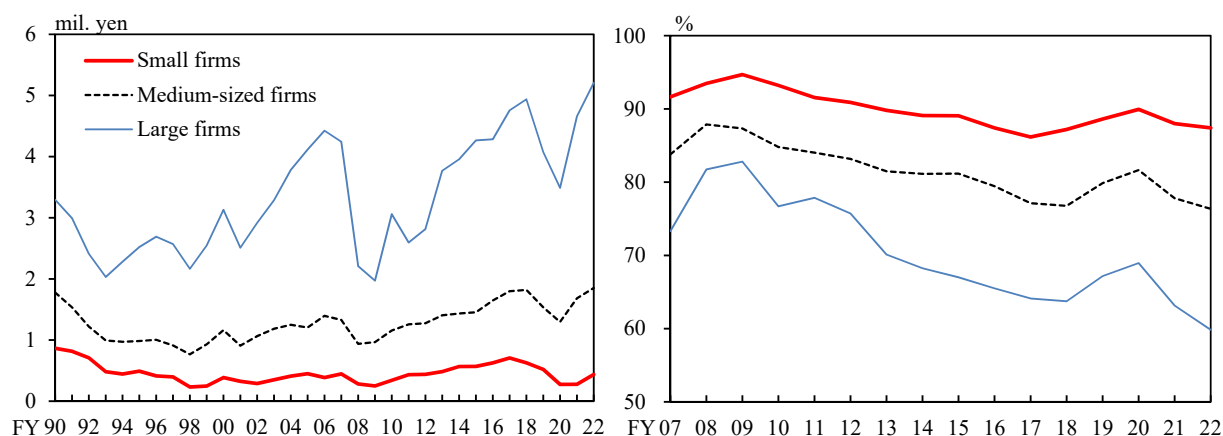 mil. yen
6
5
4
3
2
1
0
Small firms
Medium-sized firms
Large firms
FY 90 92 94 96 98 00 02 04 06 08 10 12 14 16 18 20 22
%
100
90
80
70
60
50
FY 07 08 09 10 11 12 13 14 15 16 17 18 19 20 21 22